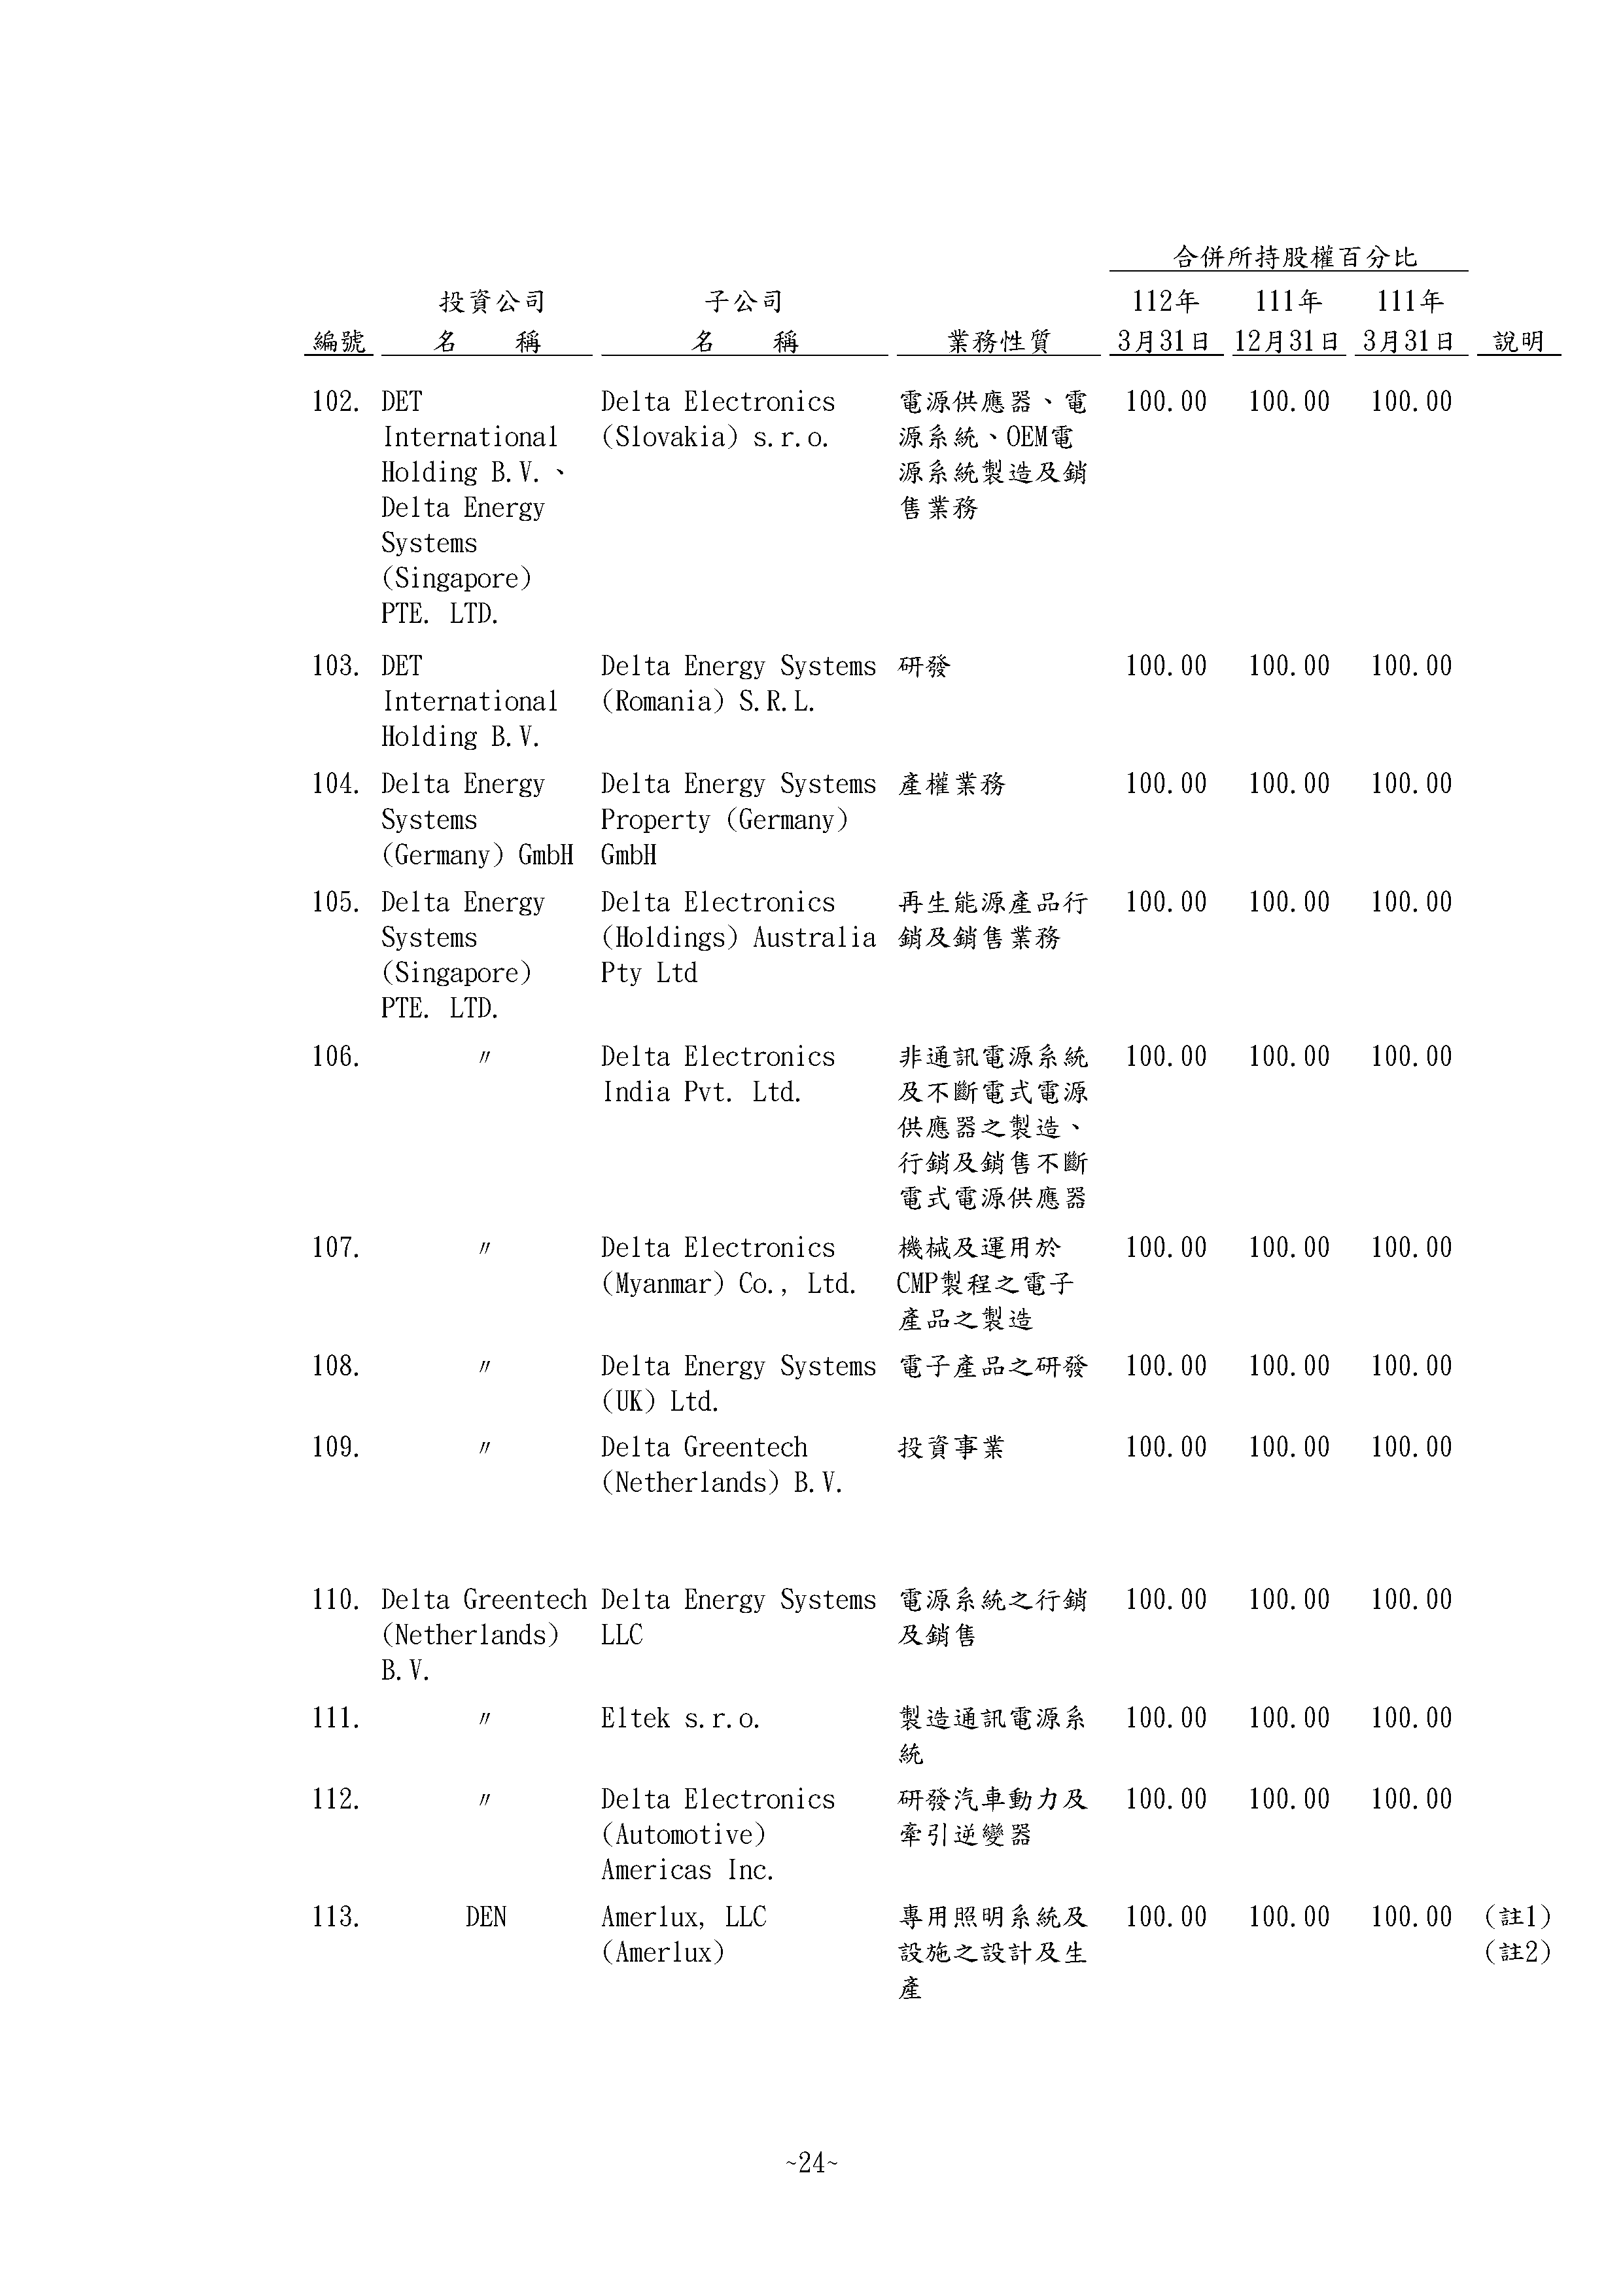 合併所持股權百分比
投資公司 子公司 112年 111年 111年
編號 名 稱 名 稱 業務性質 3月31日 12月31日 3月31日 說明
102. DET Delta Electronics 電源供應器、電 100.00 100.00 100.00
International (Slovakia) s.r.o. 源系統、OEM電
Holding B.V.、 源系統製造及銷
Delta Energy 售業務
Systems
(Singapore)
PTE. LTD.
103. DET Delta Energy Systems 研發 100.00 100.00 100.00
International (Romania) S.R.L.
Holding B.V.
104. Delta Energy Delta Energy Systems 產權業務 100.00 100.00 100.00
Systems Property (Germany)
(Germany) GmbH GmbH
105. Delta Energy Delta Electronics 再生能源產品行 100.00 100.00 100.00
Systems (Holdings) Australia 銷及銷售業務
(Singapore) Pty Ltd
PTE. LTD.
106. 〃 Delta Electronics 非通訊電源系統 100.00 100.00 100.00
India Pvt. Ltd. 及不斷電式電源
供應器之製造、
行銷及銷售不斷
電式電源供應器
107. 〃 Delta Electronics 機械及運用於 100.00 100.00 100.00
(Myanmar) Co., Ltd. CMP製程之電子
產品之製造
108. 〃 Delta Energy Systems 電子產品之研發 100.00 100.00 100.00
(UK) Ltd.
109. 〃 Delta Greentech 投資事業 100.00 100.00 100.00
(Netherlands) B.V.
110. Delta Greentech Delta Energy Systems 電源系統之行銷 100.00 100.00 100.00
(Netherlands) LLC 及銷售
B.V.
111. 〃 Eltek s.r.o. 製造通訊電源系 100.00 100.00 100.00
統
112. 〃 Delta Electronics 研發汽車動力及 100.00 100.00 100.00
(Automotive) 牽引逆變器
Americas Inc.
113. DEN Amerlux, LLC 專用照明系統及 100.00 100.00 100.00 (註1)
(Amerlux) 設施之設計及生 (註2)
產
~24~